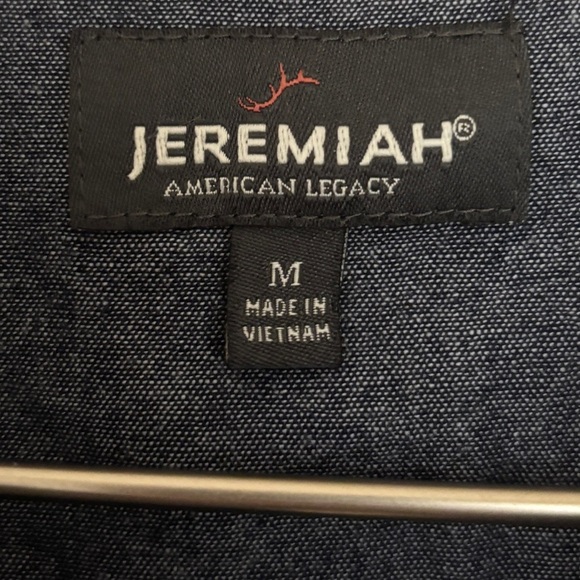 JEREMIAH®
AMERICAN LEGACY
M
MADE IN
VIETNAM